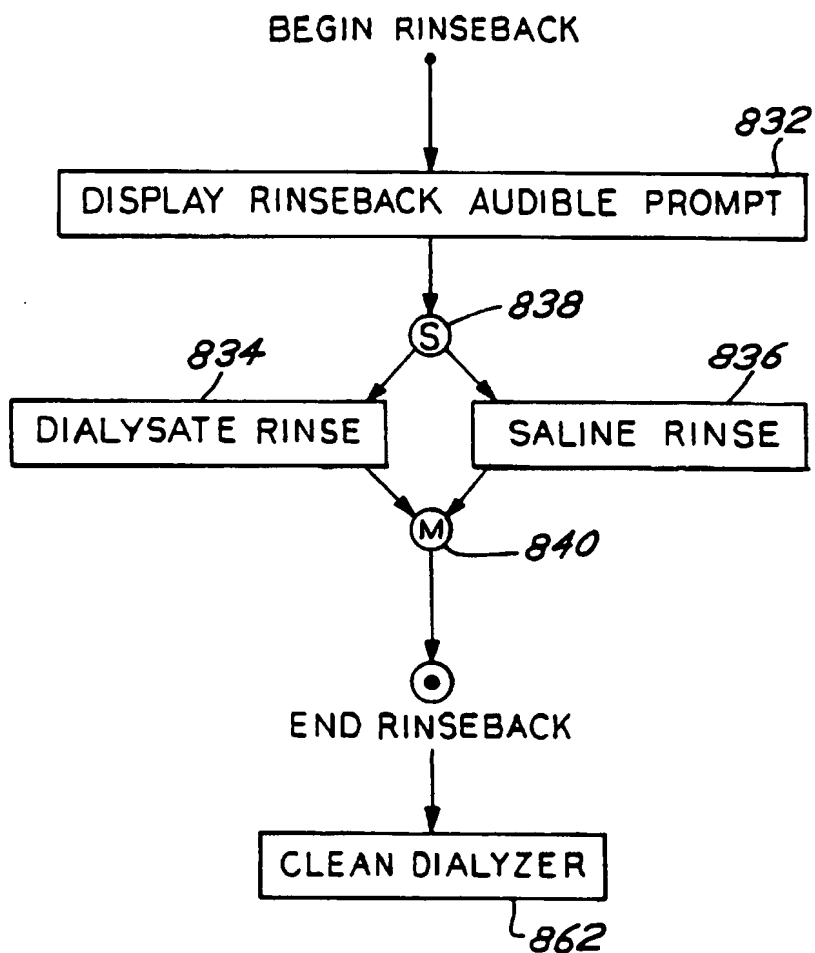 BEGIN RINSEBACK
832
DISPLAY RINSEBACK AUDIBLE PROMPT
S
838
834
836
DIALYSATE RINSE
SALINE RINSE
M
840
END RINSEBACK
CLEAN DIALYZER
862